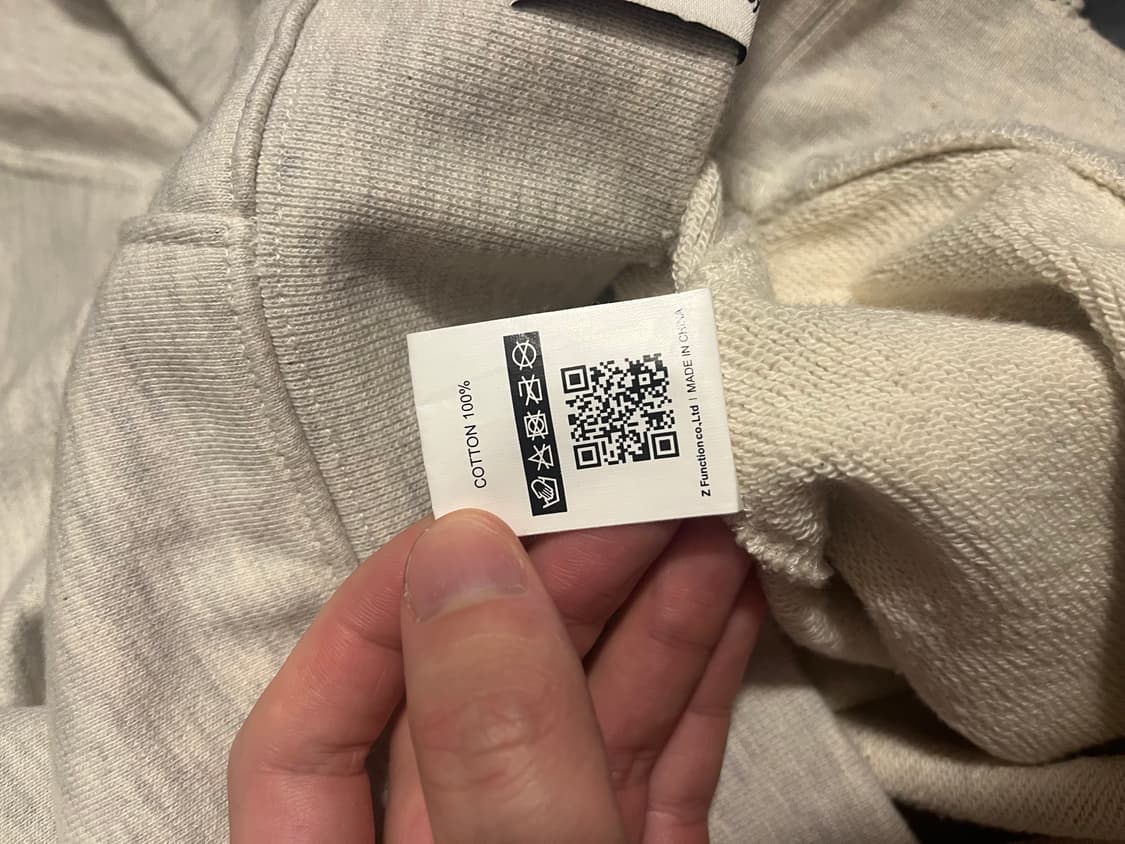 COTTON 100%
Z Function co,.Ltd | MADE IN CHINA